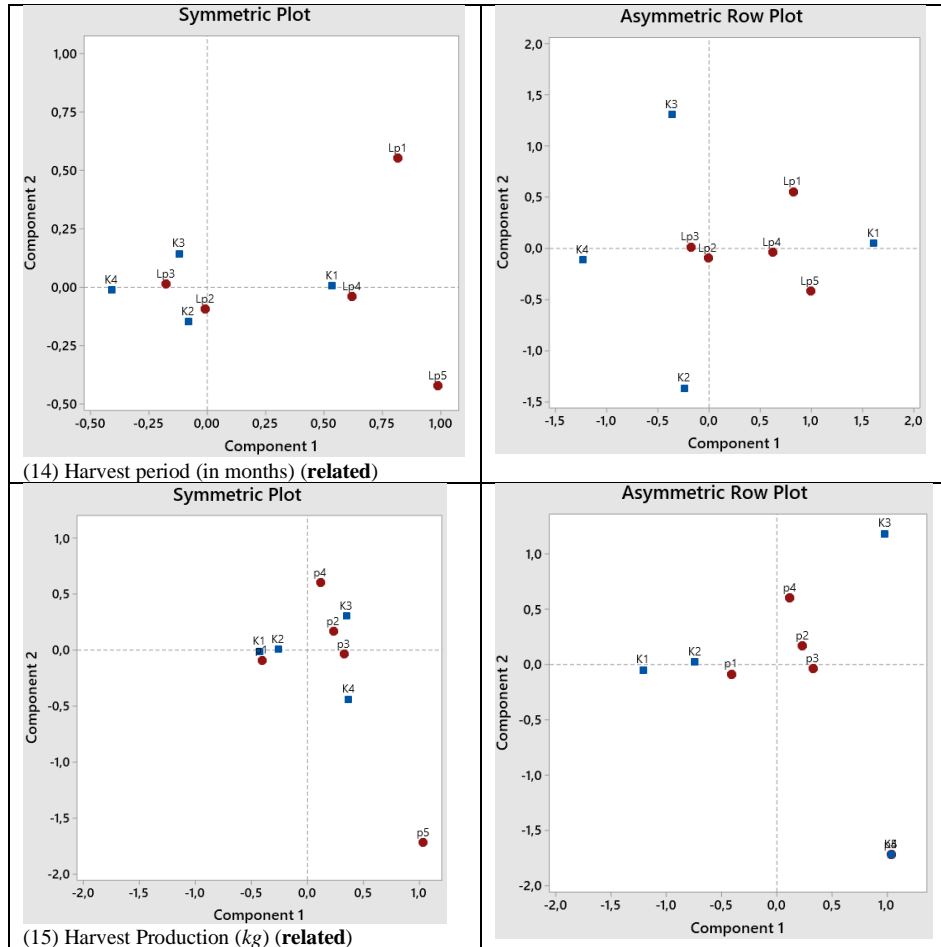 Symmetric Plot
1,00
0,75
0,50
0,25
0,00
-0,25
-0,50
Component 2
Lp1
K3
K4
Lp3
K2
Lp2
K1
Lp4
Lp5
-0,50 -0,25 0,00 0,25 0,50 0,75 1,00
Component 1
(14) Harvest period (in months) (related)
Asymmetric Row Plot
2,0
1,5
1,0
0,5
0,0
-0,5
-1,0
-1,5
Component 2
K3
Lp1
K1
Lp3
Lp2
Lp4
K4
Lp5
K2
-1,5 -1,0 -0,5 0,0 0,5 1,0 1,5 2,0
Component 1
Symmetric Plot
1,0
0,5
0,0
-0,5
-1,0
-1,5
-2,0
Component 2
p4
K3
p2
K1
K2
p3
K4
p5
-2,0 -1,5 -1,0 -0,5 0,0 0,5 1,0
Component 1
(15) Harvest Production (kg) (related)
Asymmetric Row Plot
1,0
0,5
0,0
-0,5
-1,0
-1,5
-2,0
Component 2
K3
p4
p2
K1
K2
p1
p3
-2,0 -1,5 -1,0 -0,5 0,0 0,5 1,0
Component 1